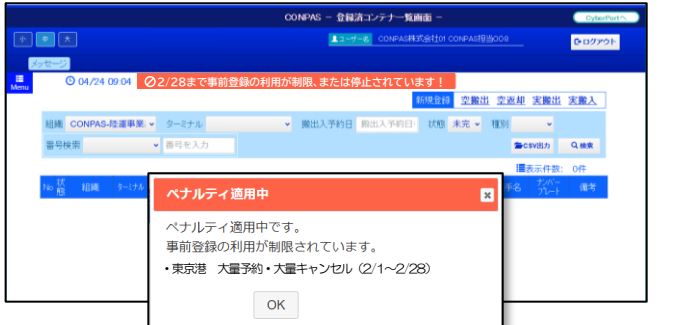 CONPAS － 登録済コンテナ一覧画面 －
CyberPortへ
小 中 大
ユーザー名 CONPAS株式会社01 CONPAS担当008
ログアウト
メッセージ
Menu
04/24 09:04 2/28まで事前登録の利用が制限、または停止されています！
新規登録 空搬出 空返却 実搬出 実搬入
組織 CONPAS-陸運事業 ターミナル 搬出入予約日 搬出入予約日 状態 未完 種別
番号検索 番号を入力 CSV出力 検索
表示件数: 0件
No 状態 組織 ターミナル 手名 ナンバープレート 備考
ペナルティ適用中
ペナルティ適用中です。
事前登録の利用が制限されています。
・東京港 大量予約・大量キャンセル（2/1～2/28）
OK